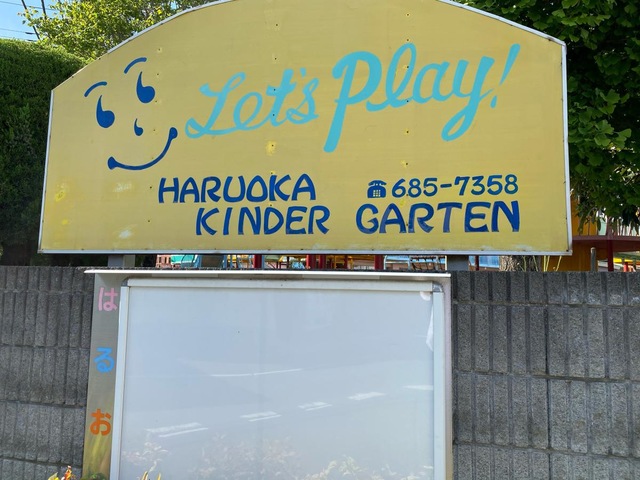 Let's Play!
HARUOKA ☎685-7358
KINDER GARTEN
はるお